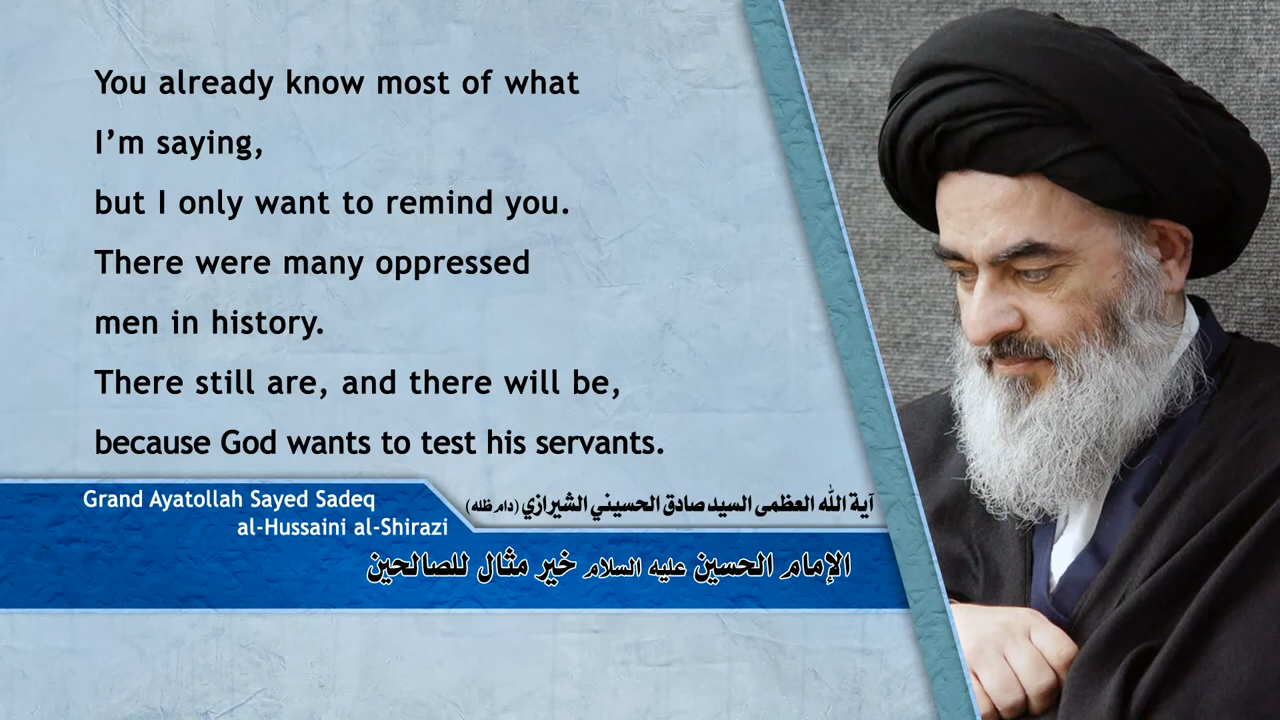 You already know most of what
I’m saying,
but I only want to remind you.
There were many oppressed
men in history.
There still are, and there will be,
because God wants to test his servants.
Grand Ayatollah Sayed Sadeq
al-Hussaini al-Shirazi
آية الله العظمى السيد صادق الحسيني الشيرازي (دام ظله)
الإمام الحسين عليه السلام خير مثال للصالحين